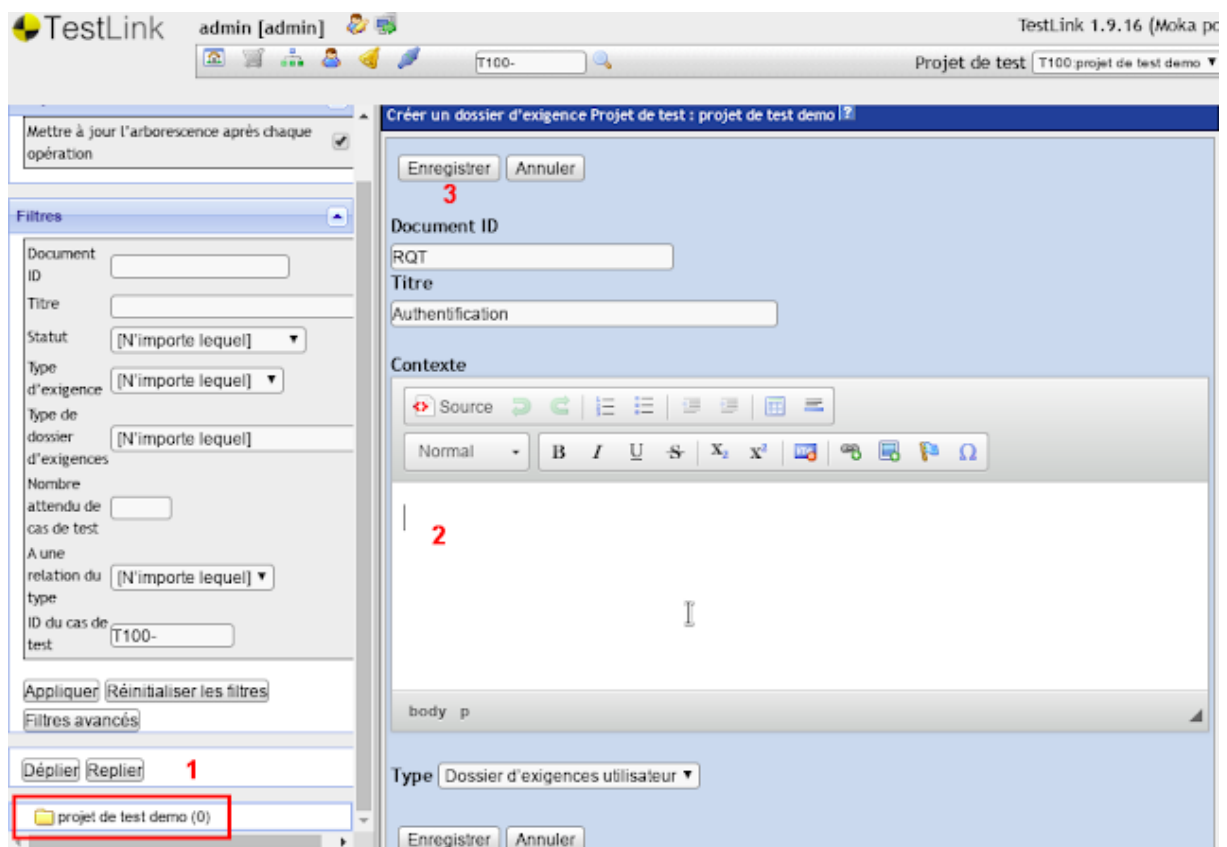 TestLink admin [admin] TestLink 1.9.16 (Moka po
T100- Projet de test T100:projet de test demo
Mettre à jour l'arborescence après chaque
opération
Filtres
Document
ID
Titre
Statut [N'importe lequel]
Type
d'exigence [N'importe lequel]
Type de
dossier [N'importe lequel]
d'exigences
Nombre
attendu de
cas de test
A une
relation du [N'importe lequel]
type
ID du cas de
test T100-
Appliquer Réinitialiser les filtres
Filtres avancés
Déplier Replier 1
projet de test demo (0)
Créer un dossier d'exigence Projet de test : projet de test demo ?
Enregistrer Annuler
3
Document ID
RQT
Titre
Authentification
Contexte
Source
Normal B I U S X₂ X² Ω
2
body p
Type Dossier d'exigences utilisateur
Enregistrer Annuler